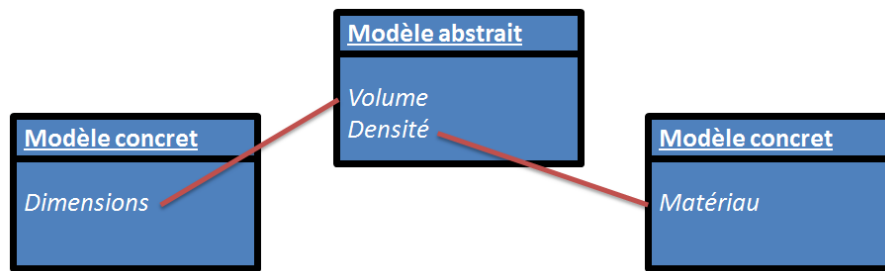 Modèle abstrait
Volume
Densité
Modèle concret
Dimensions
Modèle concret
Matériau